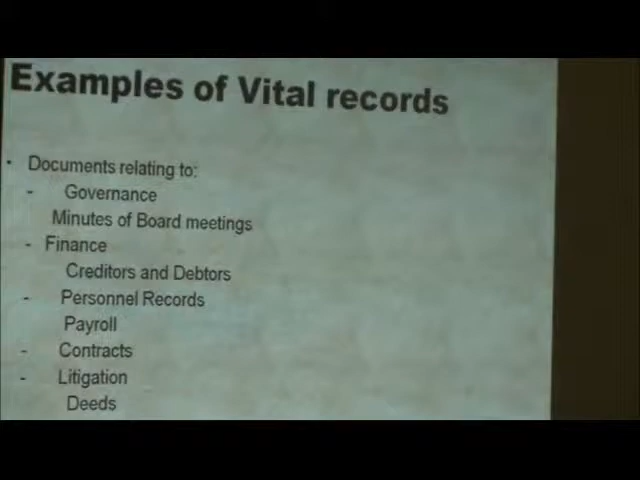 Examples of Vital records
• Documents relating to:
- Governance
Minutes of Board meetings
- Finance
Creditors and Debtors
- Personnel Records
Payroll
- Contracts
- Litigation
Deeds